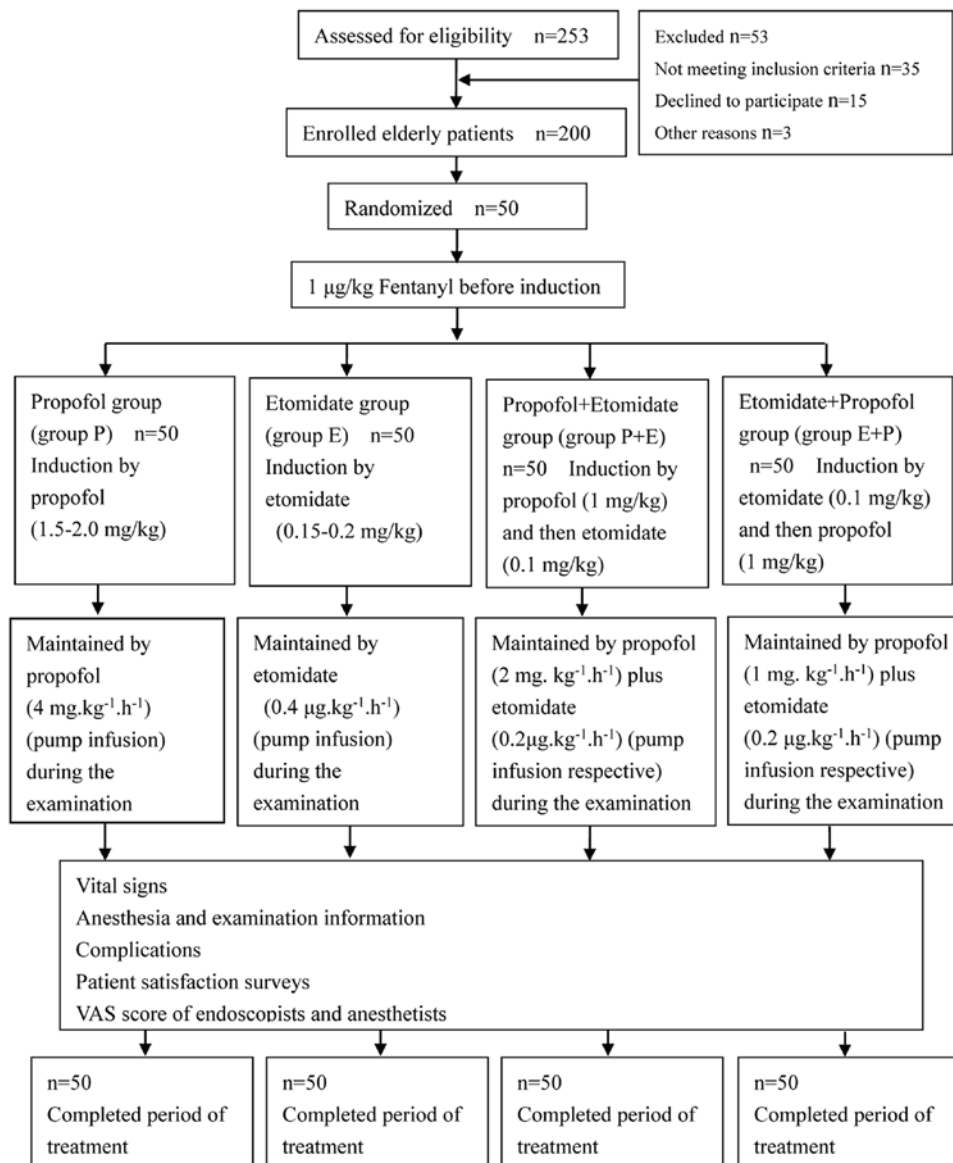 Assessed for eligibility n=253
Excluded n=53
Not meeting inclusion criteria n=35
Declined to participate n=15
Other reasons n=3
Enrolled elderly patients n=200
Randomized n=50
1 μg/kg Fentanyl before induction
Propofol group
(group P) n=50
Induction by
propofol
(1.5-2.0 mg/kg)
Etomidate group
(group E) n=50
Induction by
etomidate
(0.15-0.2 mg/kg)
Propofol+Etomidate
group (group P+E)
n=50 Induction by
propofol (1 mg/kg)
and then etomidate
(0.1 mg/kg)
Etomidate+Propofol
group (group E+P)
n=50 Induction by
etomidate (0.1 mg/kg)
and then propofol
(1 mg/kg)
Maintained by
propofol
(4 mg.kg⁻¹.h⁻¹)
(pump infusion)
during the
examination
Maintained by
etomidate
(0.4 μg.kg⁻¹.h⁻¹)
(pump infusion)
during the
examination
Maintained by propofol
(2 mg. kg⁻¹.h⁻¹) plus
etomidate
(0.2μg.kg⁻¹.h⁻¹) (pump
infusion respective)
during the examination
Maintained by propofol
(1 mg. kg⁻¹.h⁻¹) plus
etomidate
(0.2 μg.kg⁻¹.h⁻¹) (pump
infusion respective)
during the examination
Vital signs
Anesthesia and examination information
Complications
Patient satisfaction surveys
VAS score of endoscopists and anesthetists
n=50
Completed period of
treatment
n=50
Completed period of
treatment
n=50
Completed period of
treatment
n=50
Completed period of
treatment